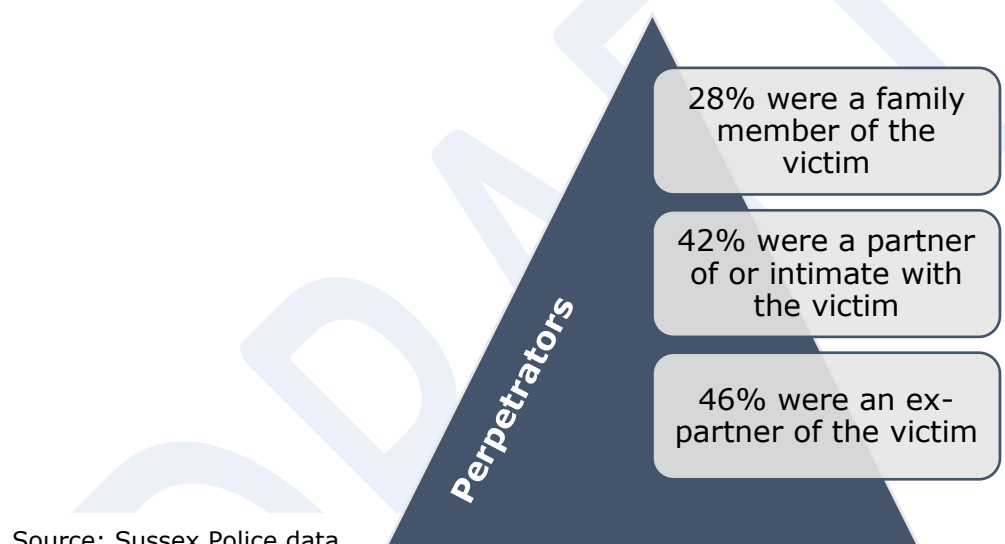 28% were a family
member of the
victim
42% were a partner
of or intimate with
the victim
46% were an ex-
partner of the victim
Perpetrators
Source: Sussex Police data